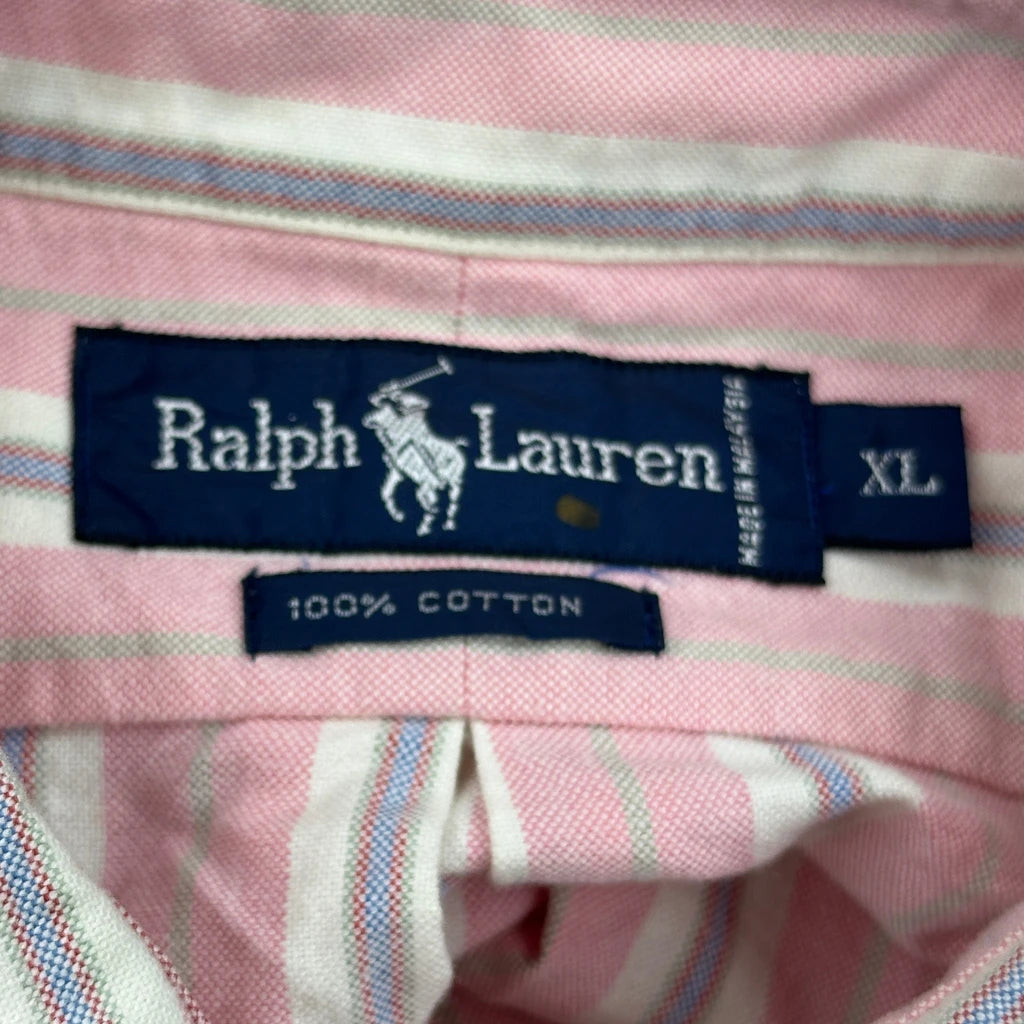 Ralph Lauren
MADE IN MALAYSIA
XL
100% COTTON